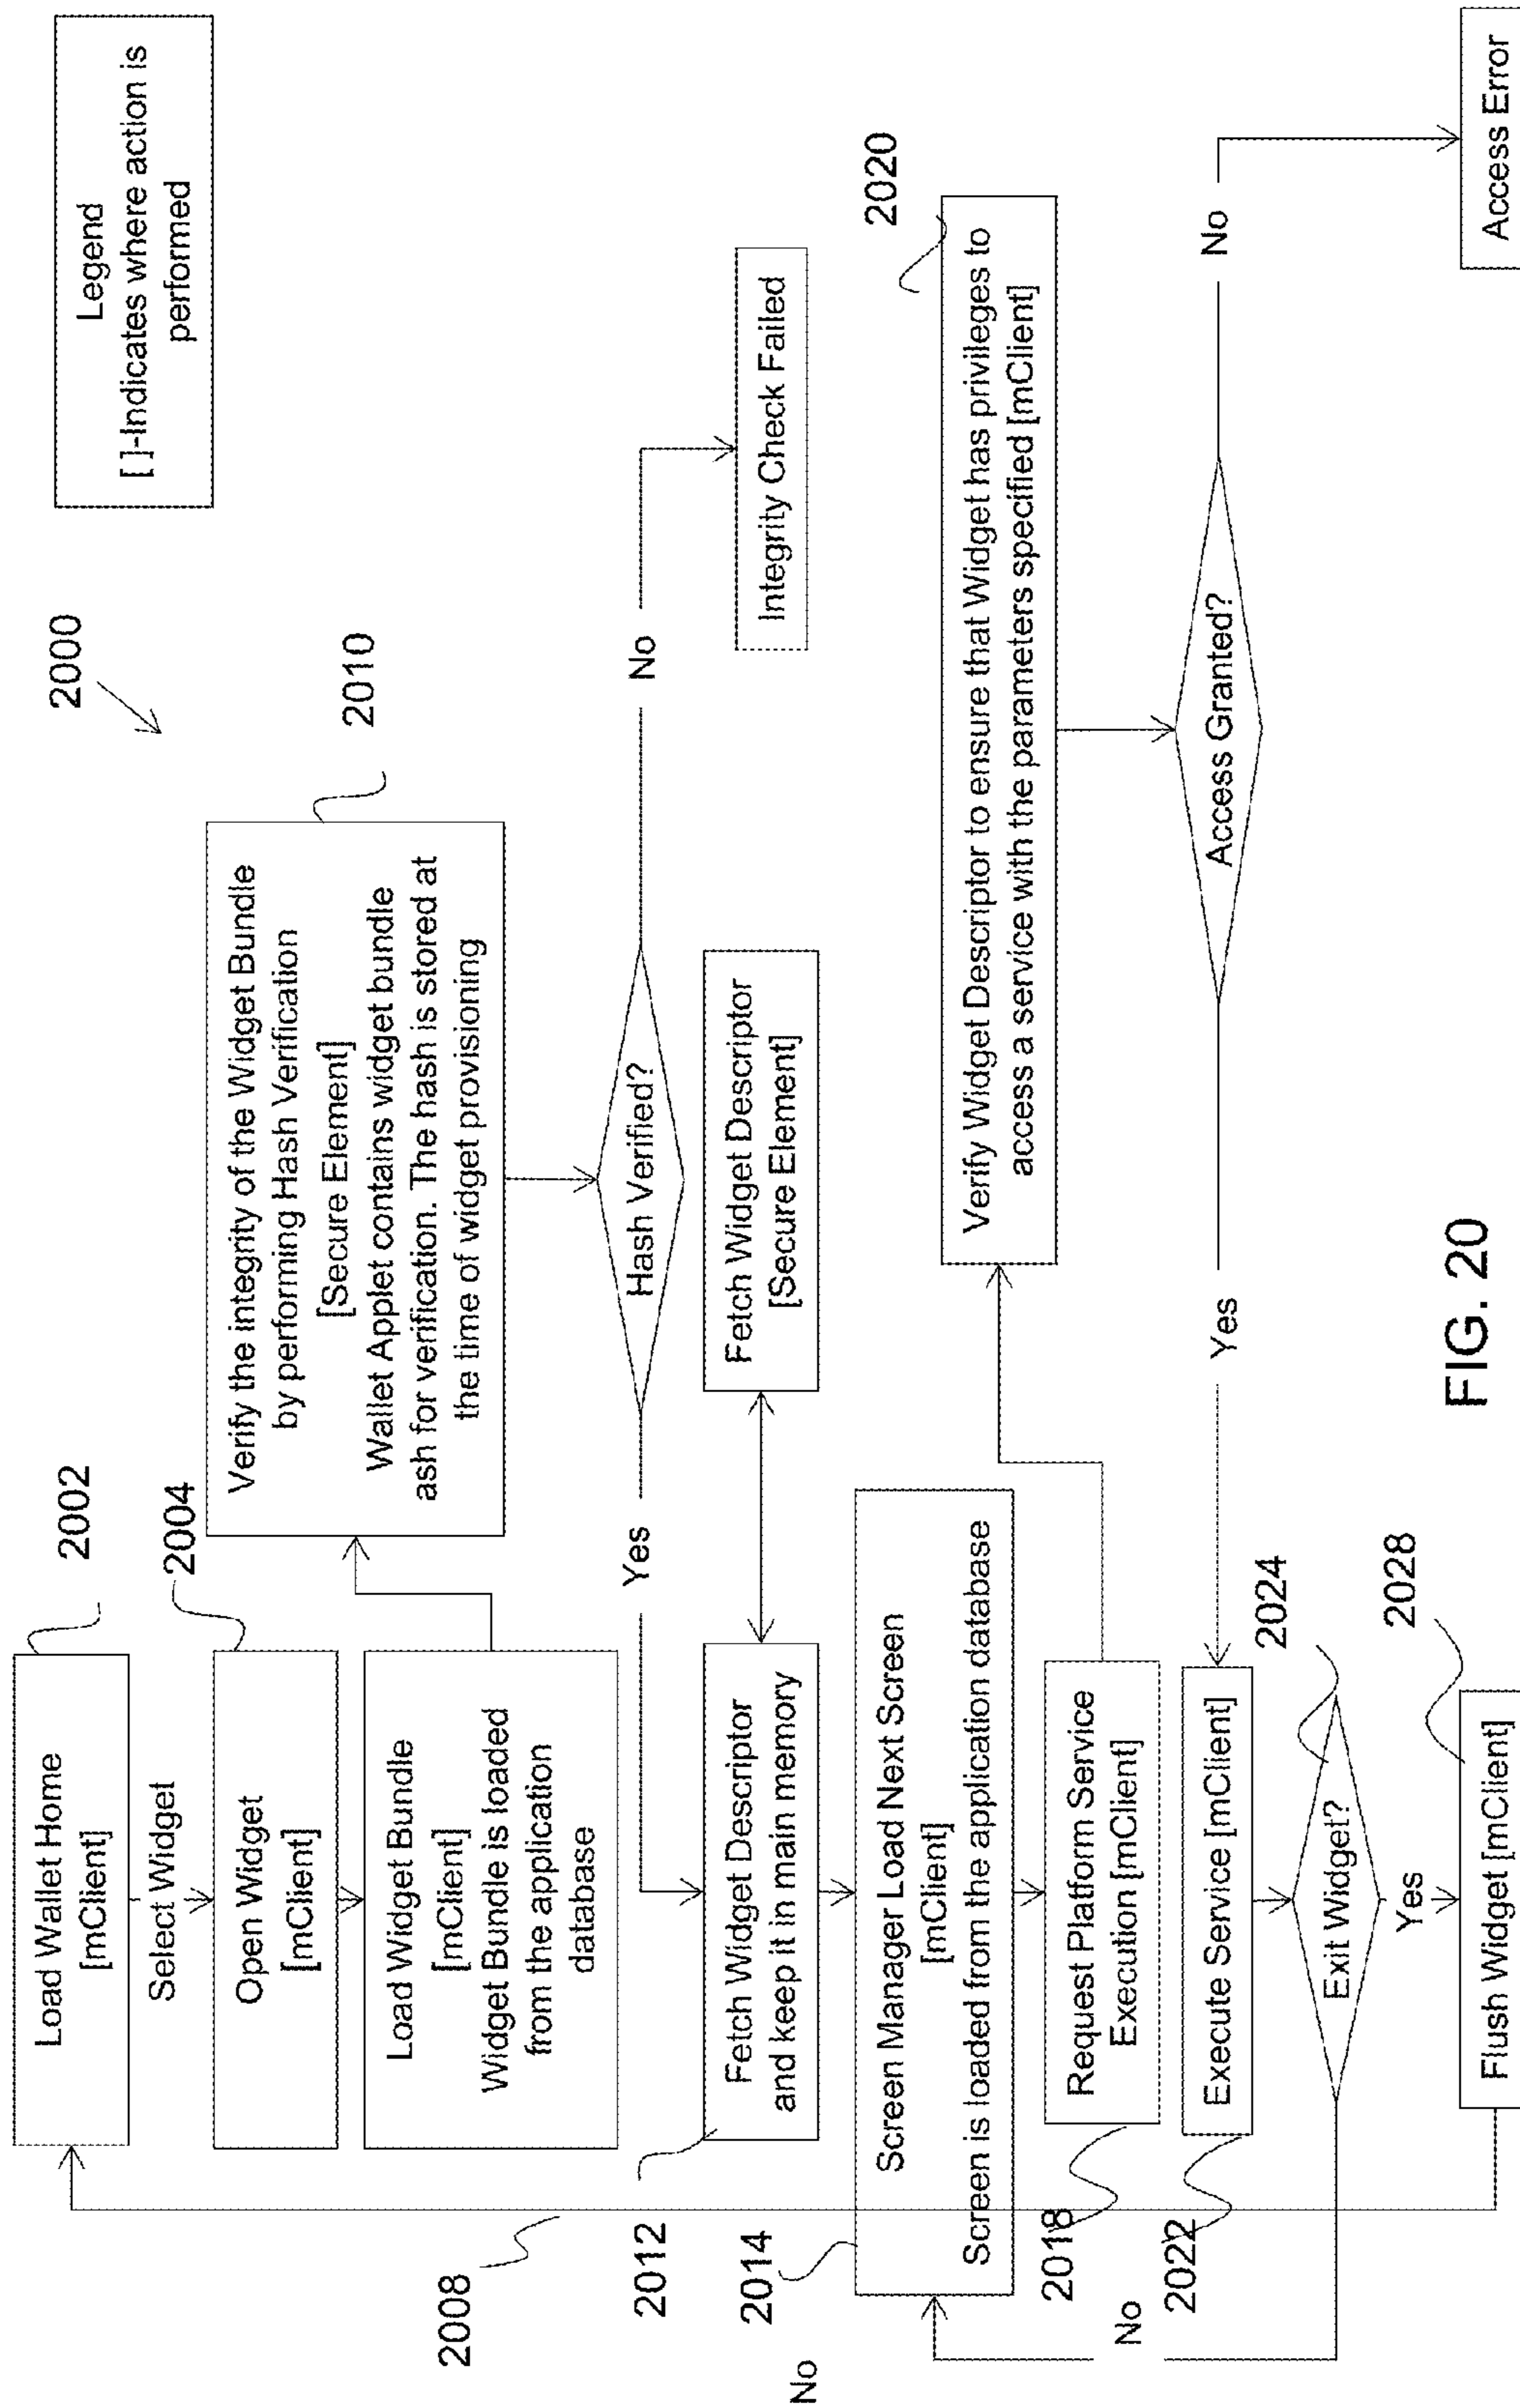 2000
Legend
[ ]-Indicates where action is
performed
2002
Load Wallet Home
[mClient]
Select Widget
2004
Open Widget
[mClient]
Load Widget Bundle
[mClient]
Widget Bundle is loaded
from the application
database
2008
2010
Verify the integrity of the Widget Bundle
by performing Hash Verification
[Secure Element]
Wallet Applet contains widget bundle
ash for verification. The hash is stored at
the time of widget provisioning
Hash Verified?
No
Integrity Check Failed
Yes
2012
Fetch Widget Descriptor
and keep it in main memory
Fetch Widget Descriptor
[Secure Element]
2014
Screen Manager Load Next Screen
[mClient]
Screen is loaded from the application database
No
2018
Request Platform Service
Execution [mClient]
2020
Verify Widget Descriptor to ensure that Widget has privileges to
access a service with the parameters specified [mClient]
Access Granted?
No
Access Error
Yes
2022
Execute Service [mClient]
2024
Exit Widget?
No
Yes
2028
Flush Widget [mClient]
FIG. 20